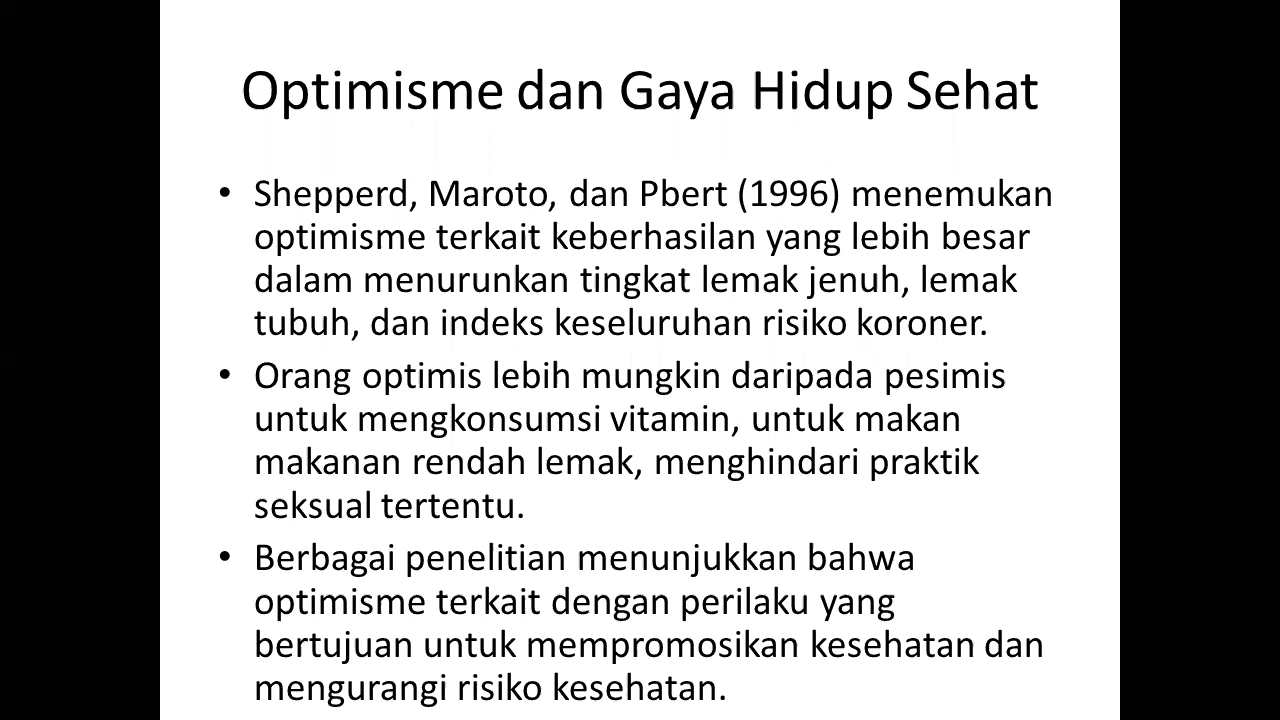 Optimisme dan Gaya Hidup Sehat
• Shepperd, Maroto, dan Pbert (1996) menemukan
optimisme terkait keberhasilan yang lebih besar
dalam menurunkan tingkat lemak jenuh, lemak
tubuh, dan indeks keseluruhan risiko koroner.
• Orang optimis lebih mungkin daripada pesimis
untuk mengkonsumsi vitamin, untuk makan
makanan rendah lemak, menghindari praktik
seksual tertentu.
• Berbagai penelitian menunjukkan bahwa
optimisme terkait dengan perilaku yang
bertujuan untuk mempromosikan kesehatan dan
mengurangi risiko kesehatan.